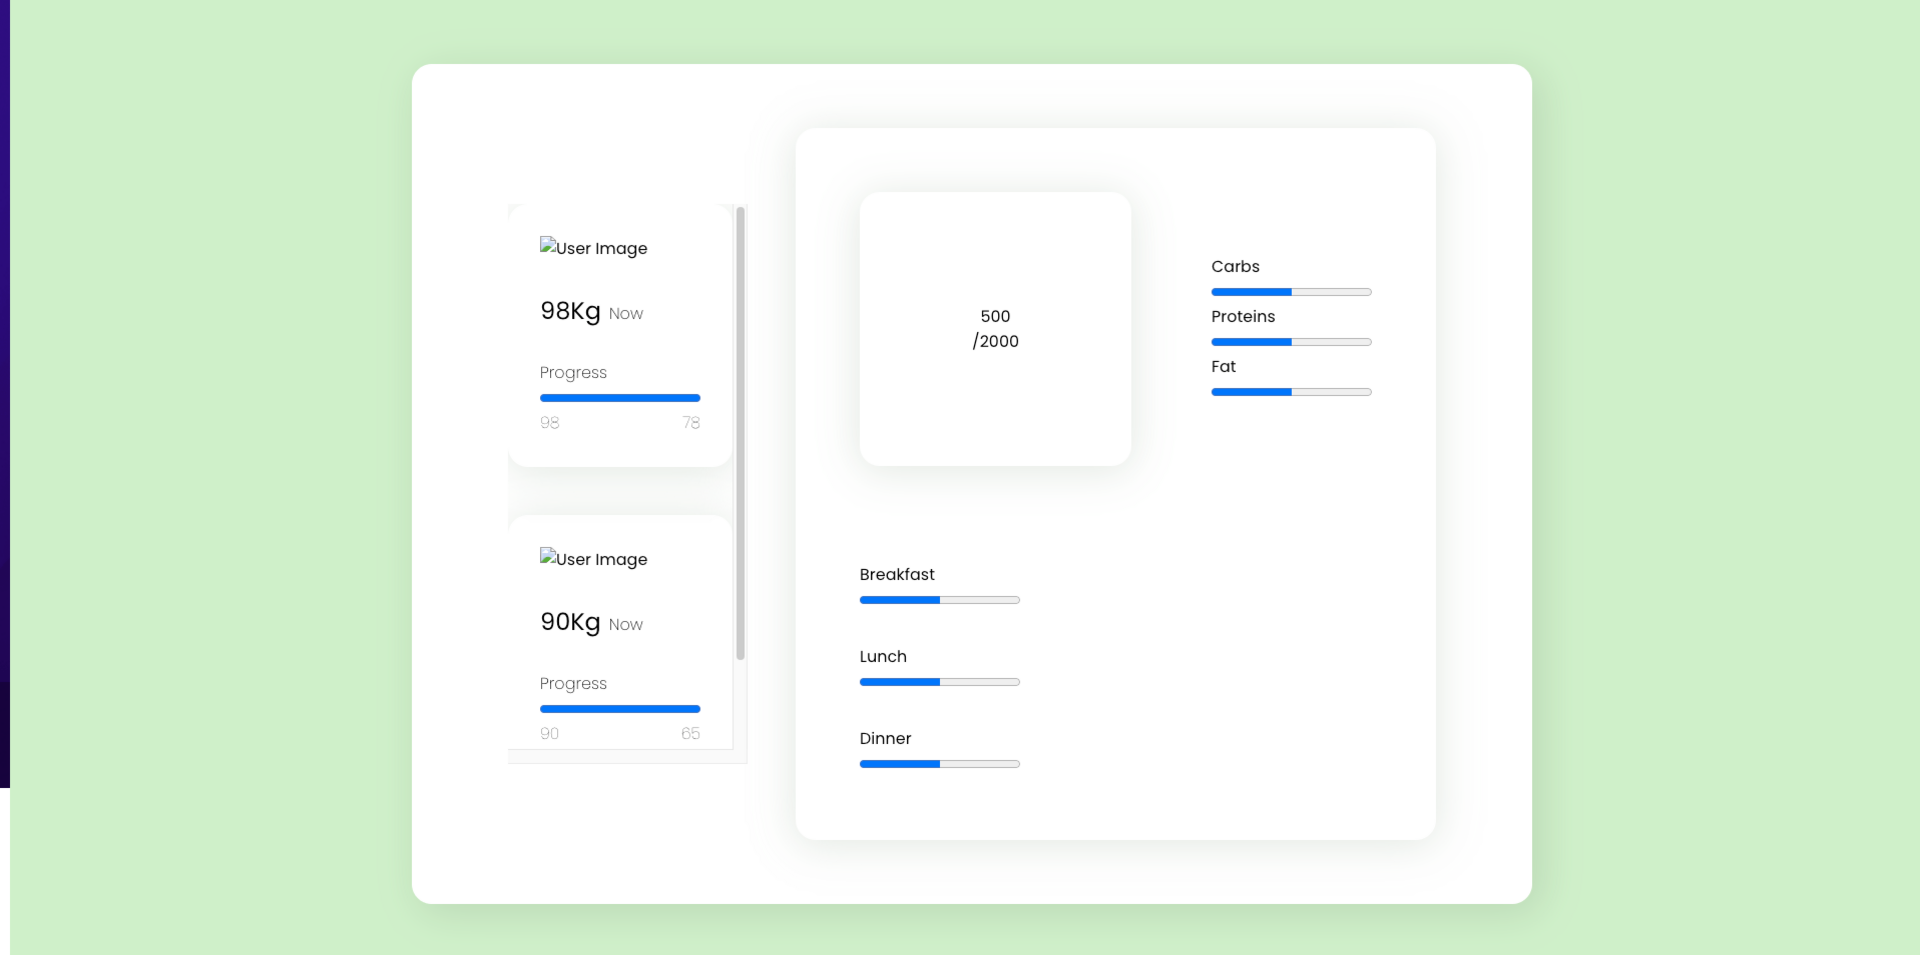 User Image
98Kg Now
Progress
98 78
User Image
90Kg Now
Progress
90 65
500
/2000
Carbs
Proteins
Fat
Breakfast
Lunch
Dinner